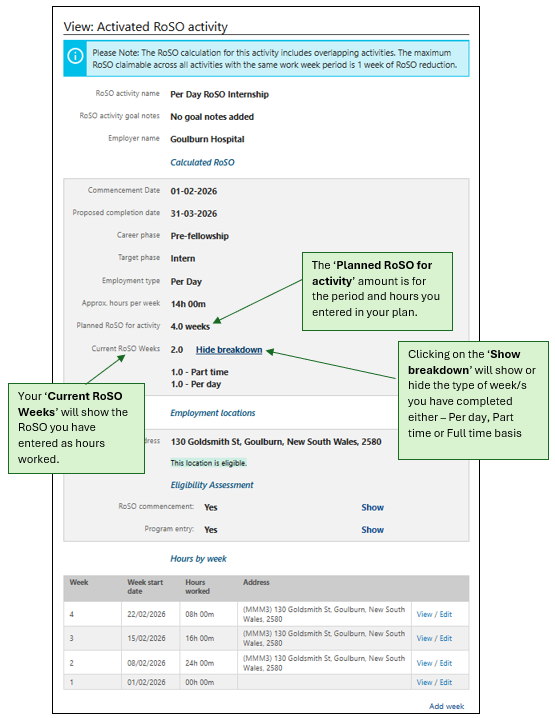 View: Activated RoSO activity
Please Note: The RoSO calculation for this activity includes overlapping activities. The maximum
RoSO claimable across all activities with the same work week period is 1 week of RoSO reduction.
RoSO activity name Per Day RoSO Internship
RoSO activity goal notes No goal notes added
Employer name Goulburn Hospital
Calculated RoSO
Commencement Date 01-02-2026
Proposed completion date 31-03-2026
Career phase Pre-fellowship
Target phase Intern
Employment type Per Day
Approx. hours per week 14h 00m
Planned RoSO for activity 4.0 weeks
Current RoSO Weeks 2.0 Hide breakdown
1.0 - Part time
1.0 - Per day
The ‘Planned RoSO for
activity’ amount is for
the period and hours you
entered in your plan.
Clicking on the ‘Show
breakdown’ will show or
hide the type of week/s
you have completed
either – Per day, Part
time or Full time basis
Your ‘Current RoSO
Weeks’ will show the
RoSO you have
entered as hours
worked.
Employment locations
130 Goldsmith St, Goulburn, New South Wales, 2580
This location is eligible.
Eligibility Assessment
RoSO commencement: Yes Show
Program entry: Yes Show
Hours by week
Week Week start date Hours worked Address
4 22/02/2026 08h 00m (MMM3) 130 Goldsmith St, Goulburn, New South
Wales, 2580 View / Edit
3 15/02/2026 16h 00m (MMM3) 130 Goldsmith St, Goulburn, New South
Wales, 2580 View / Edit
2 08/02/2026 24h 00m (MMM3) 130 Goldsmith St, Goulburn, New South
Wales, 2580 View / Edit
1 01/02/2026 00h 00m View / Edit
Add week